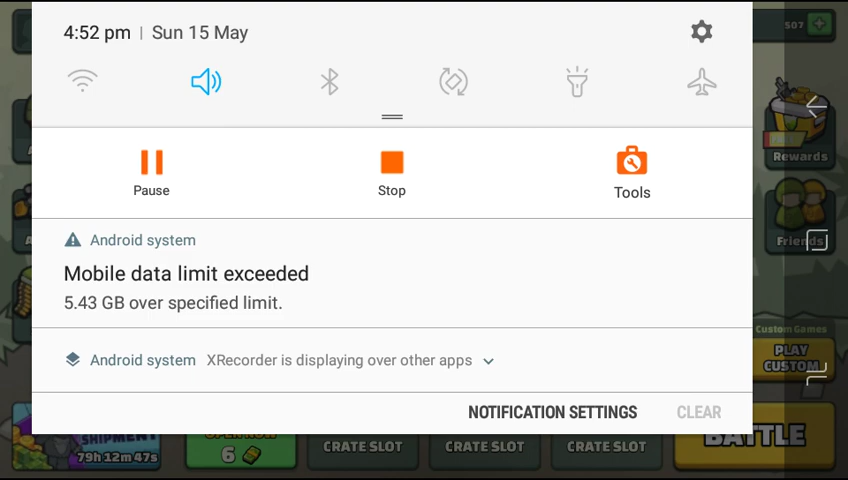 4:52 pm | Sun 15 May
507
Pause
Stop
Tools
Rewards
Android system
Mobile data limit exceeded
5.43 GB over specified limit.
Friends
Android system XRecorder is displaying over other apps
Custom Games
PLAY
CUSTOM
NOTIFICATION SETTINGS
CLEAR
SHIPMENT
79h 12m 47s
OPEN NOW
6
CRATE SLOT
CRATE SLOT
CRATE SLOT
BATTLE